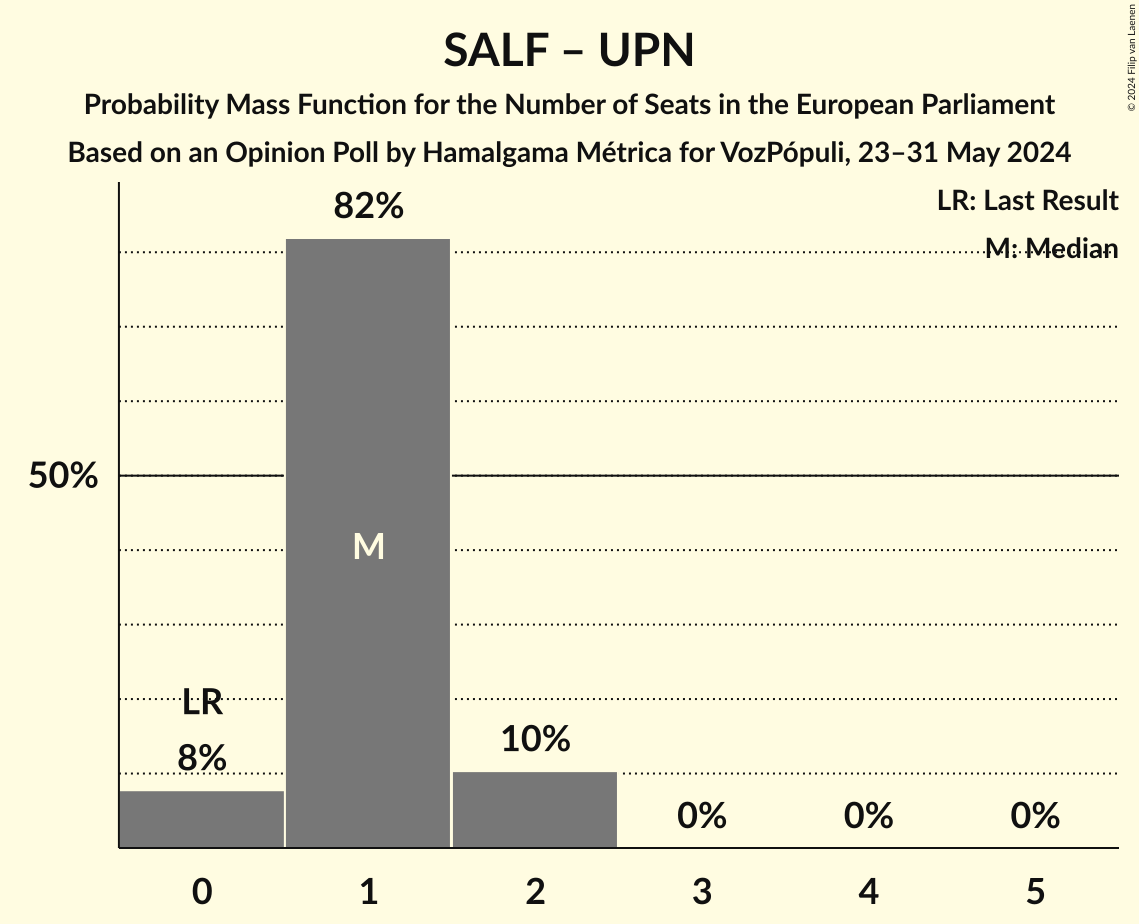 SALF – UPN
Probability Mass Function for the Number of Seats in the European Parliament
Based on an Opinion Poll by Hamalgama Métrica for VozPópuli, 23–31 May 2024
© 2024 Filip van Laenen
LR: Last Result
M: Median
82%
50%
M
LR
8%
10%
0%
0%
0%
0
1
2
3
4
5